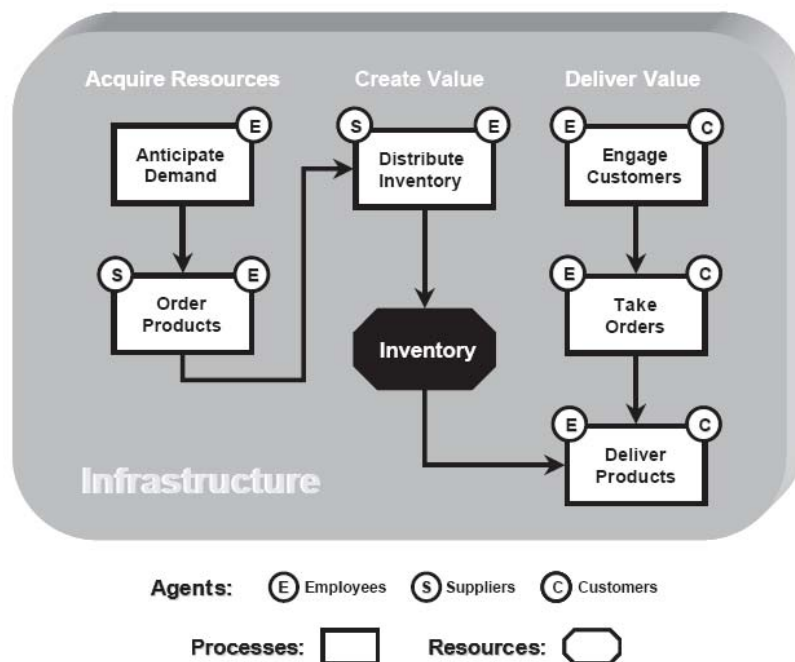 Acquire Resources
Create Value
Deliver Value
E
Anticipate
Demand
S
E
Order
Products
S
E
Distribute
Inventory
Inventory
E
C
Engage
Customers
E
C
Take
Orders
E
C
Deliver
Products
Infrastructure
Agents: E Employees S Suppliers C Customers
Processes: Resources: